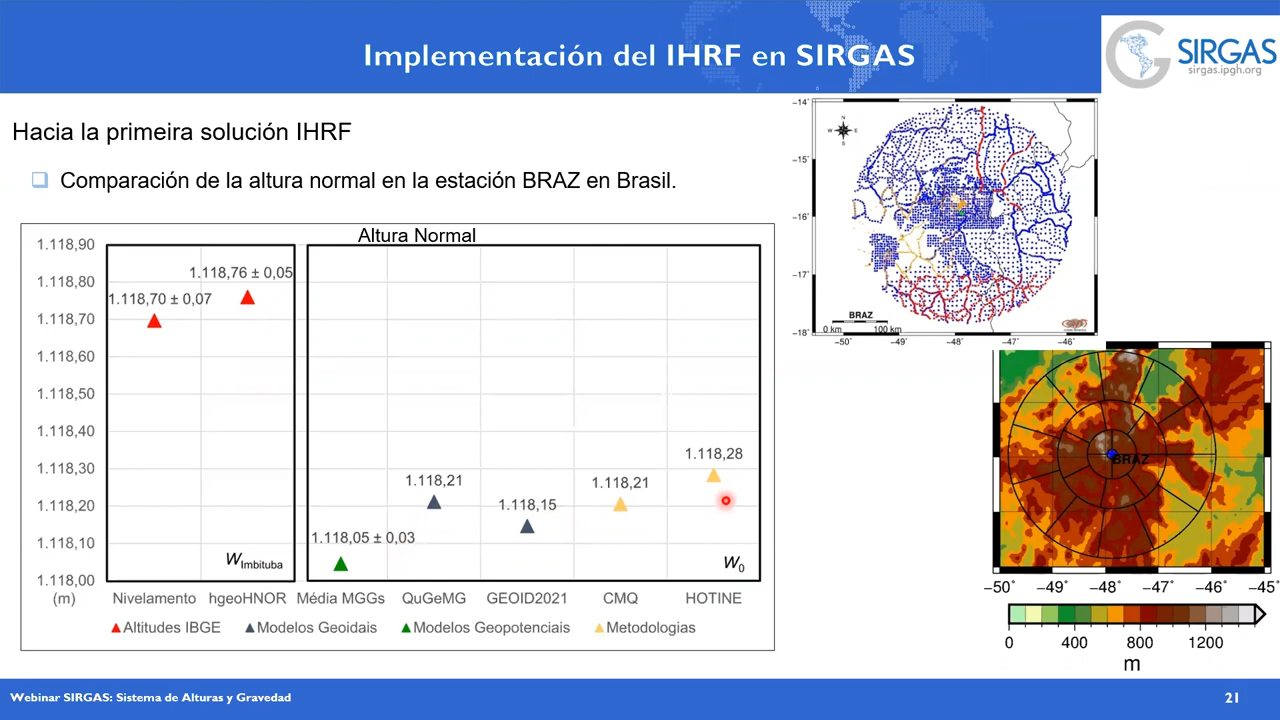 Implementación del IHRF en SIRGAS
SIRGAS
sirgas.ipgh.org
Hacia la primeira solución IHRF
Comparación de la altura normal en la estación BRAZ en Brasil.
Altura Normal
1.118,90
1.118,80
1.118,70
1.118,60
1.118,50
1.118,40
1.118,30
1.118,20
1.118,10
1.118,00
(m)
1.118,70 ± 0,07
1.118,76 ± 0,05
1.118,05 ± 0,03
1.118,21
1.118,15
1.118,21
1.118,28
WImbituba
W0
Nivelamento hgeoHNOR Média MGGs QuGeMG GEOID2021 CMQ HOTINE
Altitudes IBGE Modelos Geoidais Modelos Geopotenciais Metodologias
-14˚
-15˚
-16˚
-17˚
-18˚
N
W E
S
BRAZ
0 km 100 km
-50˚ -49˚ -48˚ -47˚ -46˚
BRAZ
-50˚ -49˚ -48˚ -47˚ -46˚ -45˚
0 400 800 1200
m
Webinar SIRGAS: Sistema de Alturas y Gravedad
21